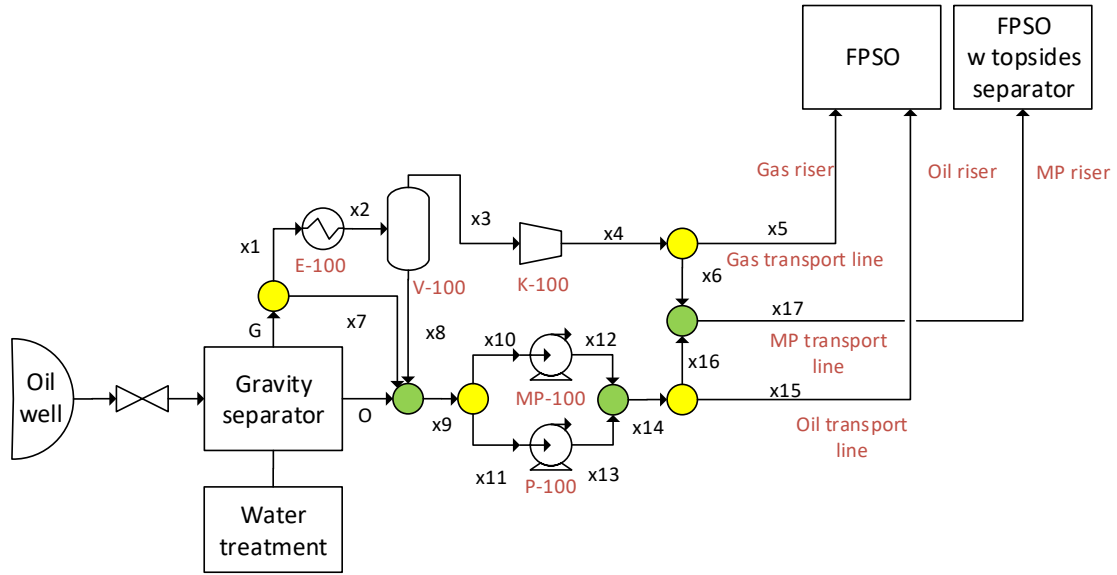 FPSO
FPSO
w topsides
separator
Gas riser
Oil riser
MP riser
x1
x2
x3
x4
x5
E-100
V-100
K-100
Gas transport line
x6
x7
G
x8
x17
MP transport
line
x10
x12
x16
Oil
well
Gravity
separator
MP-100
O
x9
x14
x15
Oil transport
line
x11
x13
P-100
Water
treatment